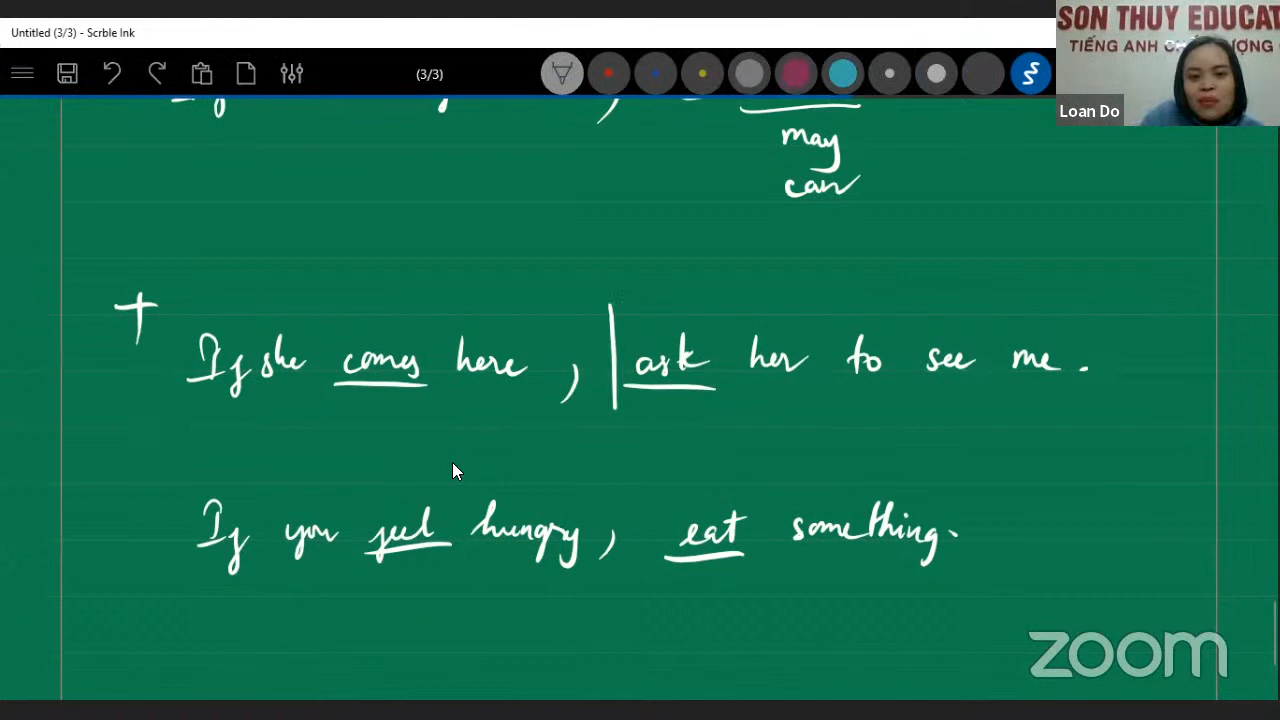 Untitled (3/3) - Scrble Ink
SON THUY EDUCAT
TIẾNG ANH
(3/3)
Loan Do
may
can
If she comes here, ask her to see me.
If you feel hungry, eat something.
zoom